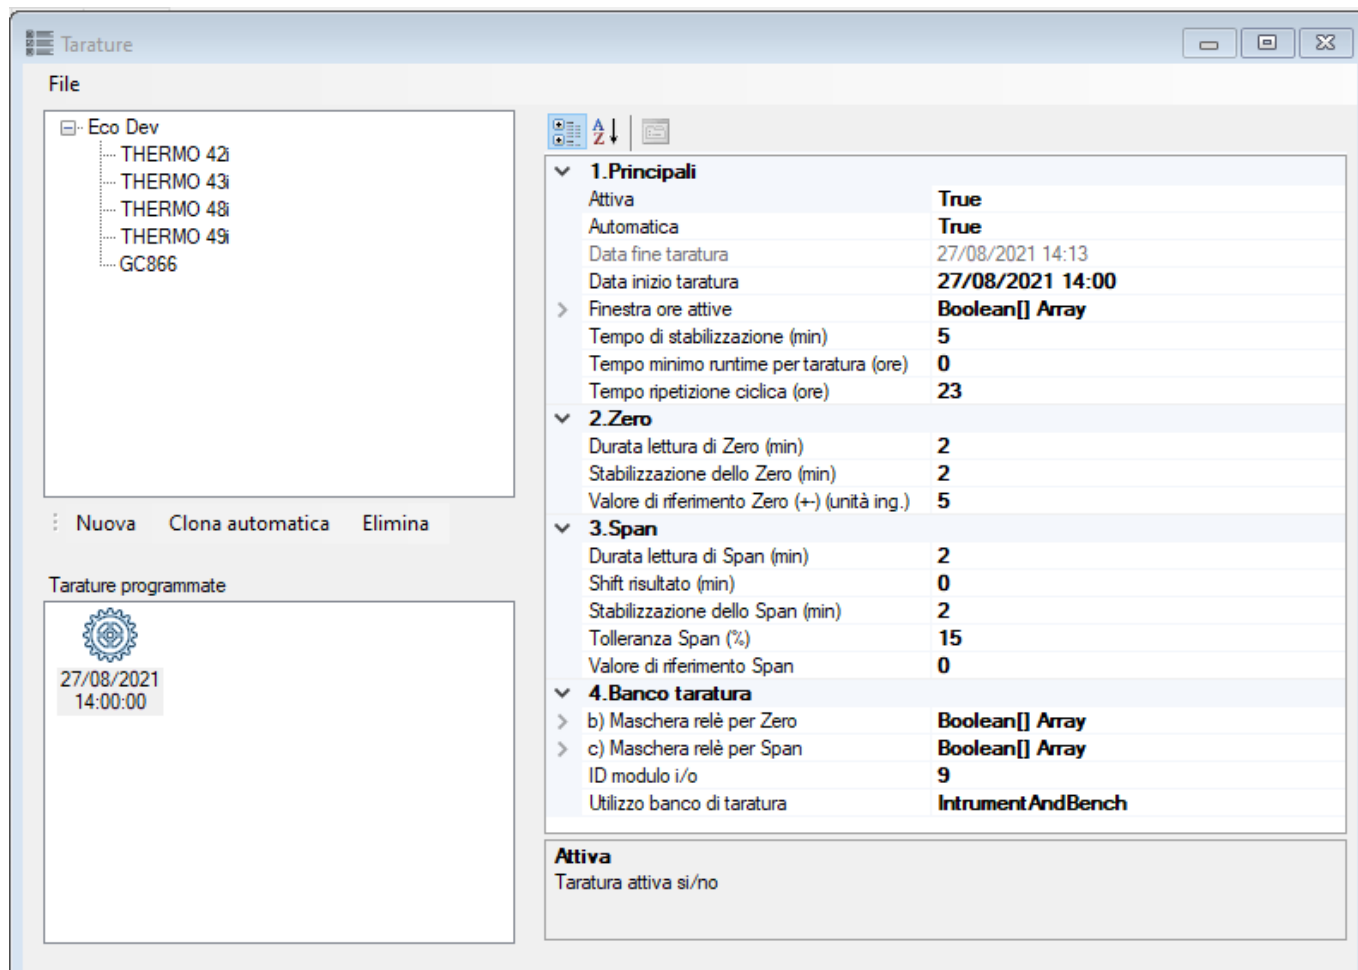 Tarature
File
Eco Dev
THERMO 42i
THERMO 43i
THERMO 48i
THERMO 49i
GC866
Nuova Clona automatica Elimina
Tarature programmate
27/08/2021
14:00:00
1.Principali
Attiva True
Automatica True
Data fine taratura 27/08/2021 14:13
Data inizio taratura 27/08/2021 14:00
Finestra ore attive Boolean[] Array
Tempo di stabilizzazione (min) 5
Tempo minimo runtime per taratura (ore) 0
Tempo ripetizione ciclica (ore) 23
2.Zero
Durata lettura di Zero (min) 2
Stabilizzazione dello Zero (min) 2
Valore di riferimento Zero (+-) (unità ing.) 5
3.Span
Durata lettura di Span (min) 2
Shift risultato (min) 0
Stabilizzazione dello Span (min) 2
Tolleranza Span (%) 15
Valore di riferimento Span 0
4.Banco taratura
b) Maschera relè per Zero Boolean[] Array
c) Maschera relè per Span Boolean[] Array
ID modulo i/o 9
Utilizzo banco di taratura IntrumentAndBench
Attiva
Taratura attiva si/no